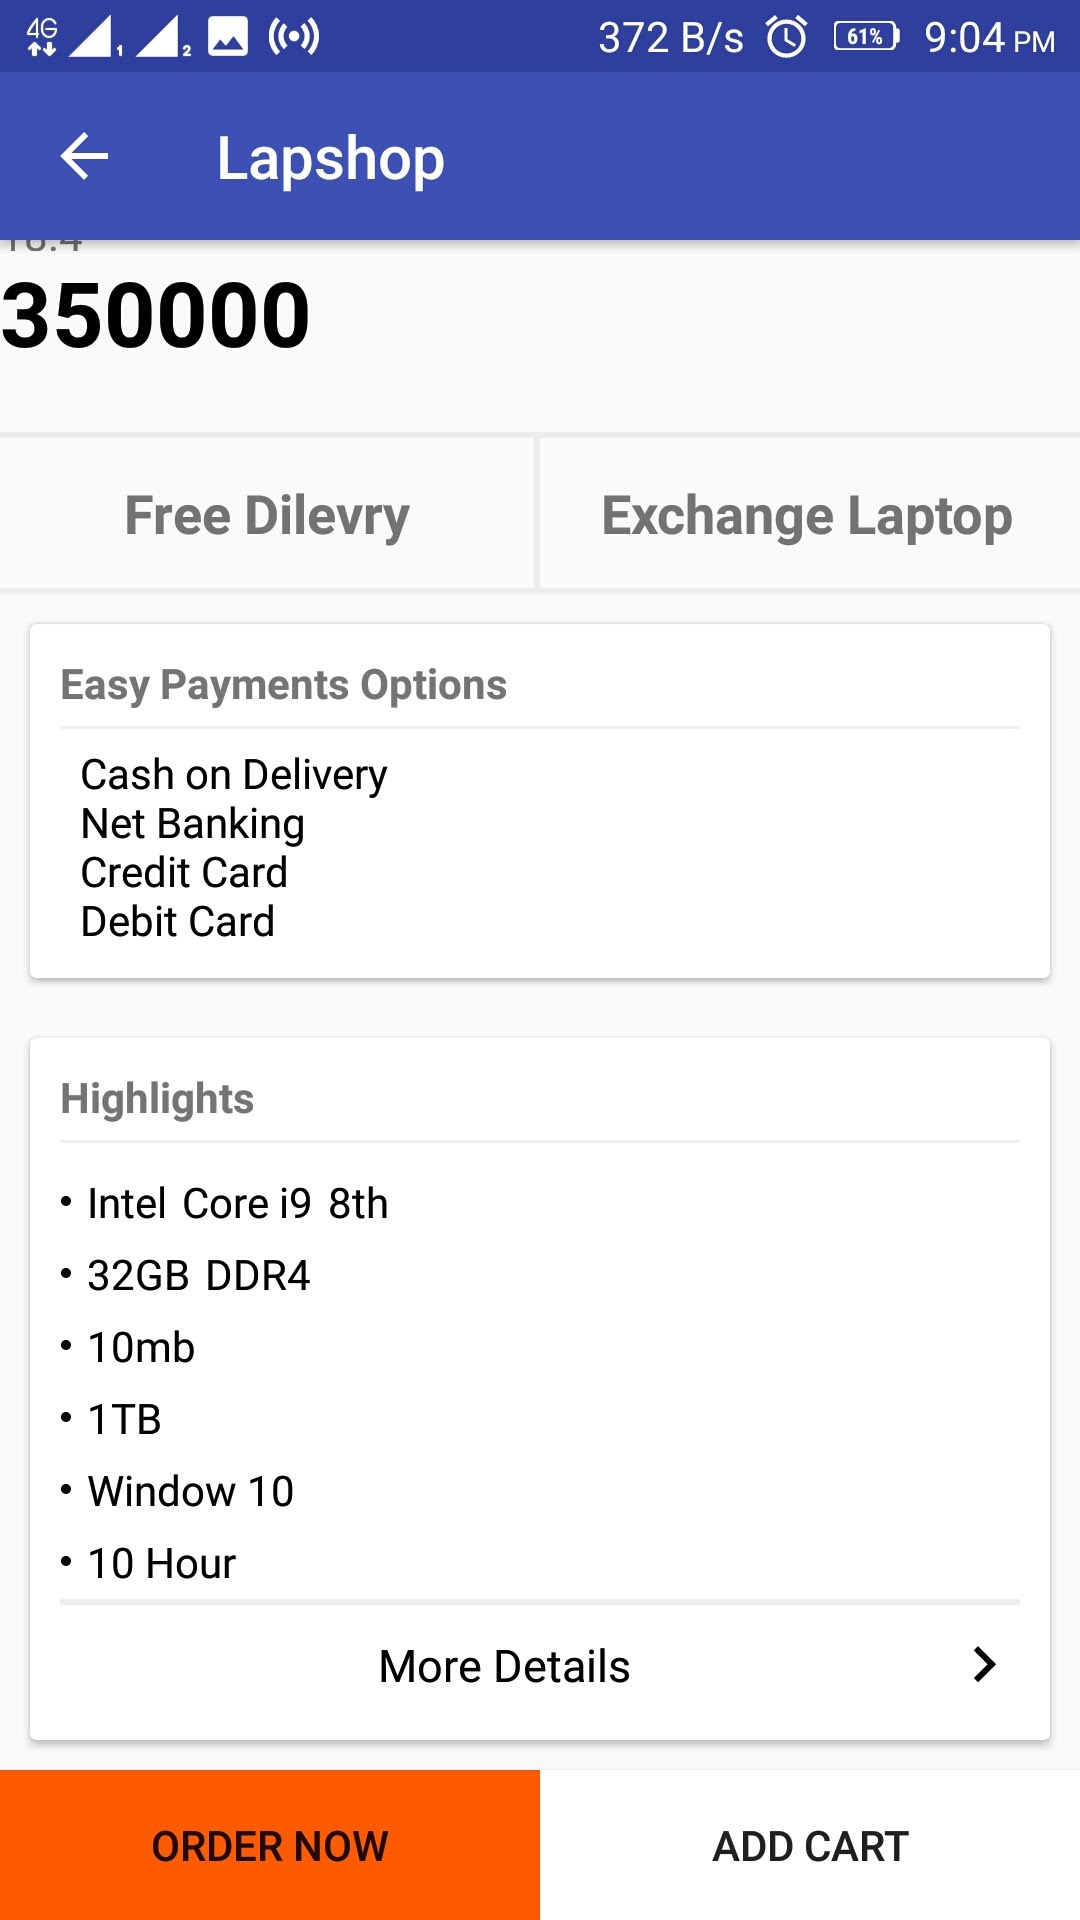 4G 1 2 372 B/s 61% 9:04 PM
Lapshop
18.4
350000
Free Dilevry
Exchange Laptop
Easy Payments Options
Cash on Delivery
Net Banking
Credit Card
Debit Card
Highlights
• Intel Core i9 8th
• 32GB DDR4
• 10mb
• 1TB
• Window 10
• 10 Hour
More Details
ORDER NOW
ADD CART